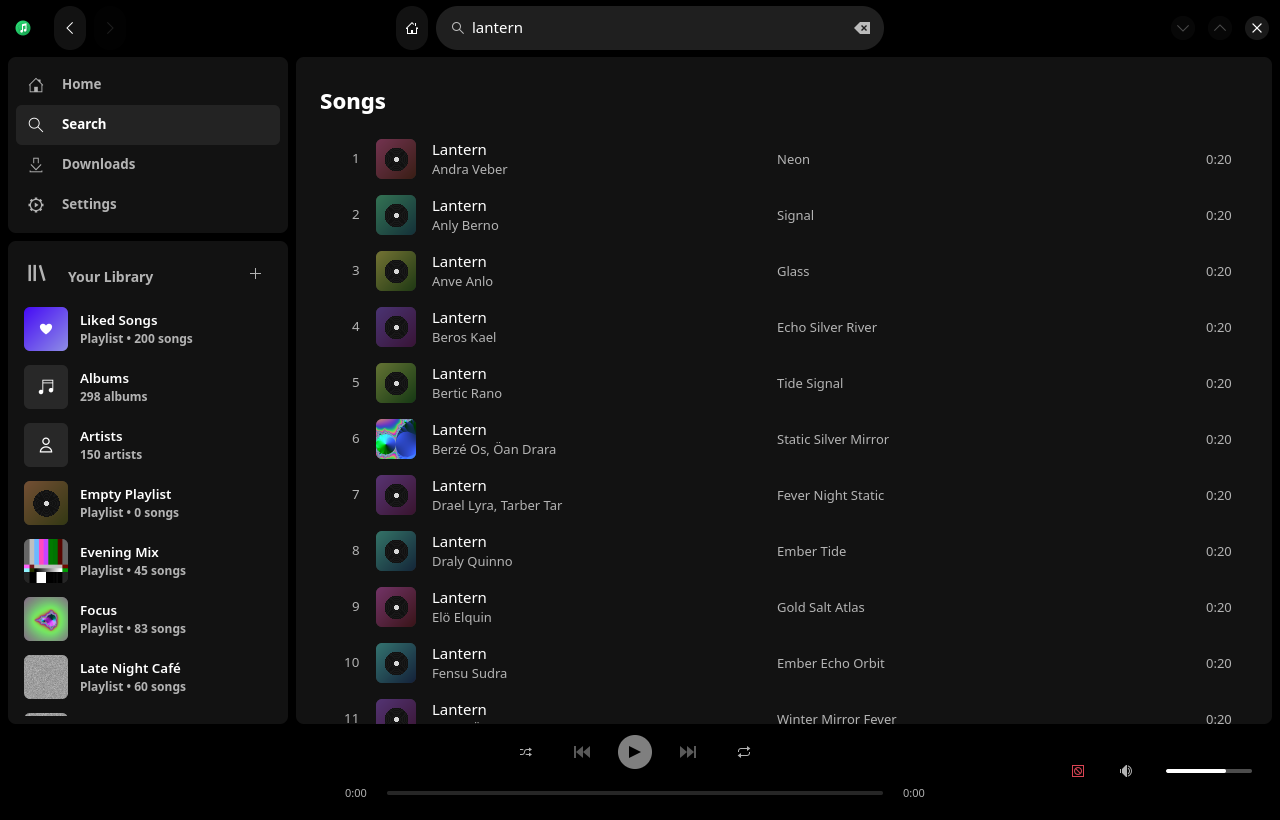 lantern
Home
Search
Downloads
Settings
Your Library
Liked Songs
Playlist • 200 songs
Albums
298 albums
Artists
150 artists
Empty Playlist
Playlist • 0 songs
Evening Mix
Playlist • 45 songs
Focus
Playlist • 83 songs
Late Night Café
Playlist • 60 songs
Songs
1 Lantern Neon 0:20
Andra Veber
2 Lantern Signal 0:20
Anly Berno
3 Lantern Glass 0:20
Anve Anlo
4 Lantern Echo Silver River 0:20
Beros Kael
5 Lantern Tide Signal 0:20
Bertic Rano
6 Lantern Static Silver Mirror 0:20
Berzé Os, Öan Drara
7 Lantern Fever Night Static 0:20
Drael Lyra, Tarber Tar
8 Lantern Ember Tide 0:20
Draly Quinno
9 Lantern Gold Salt Atlas 0:20
Elö Elquin
10 Lantern Ember Echo Orbit 0:20
Fensu Sudra
11 Lantern Winter Mirror Fever 0:20
0:00 0:00